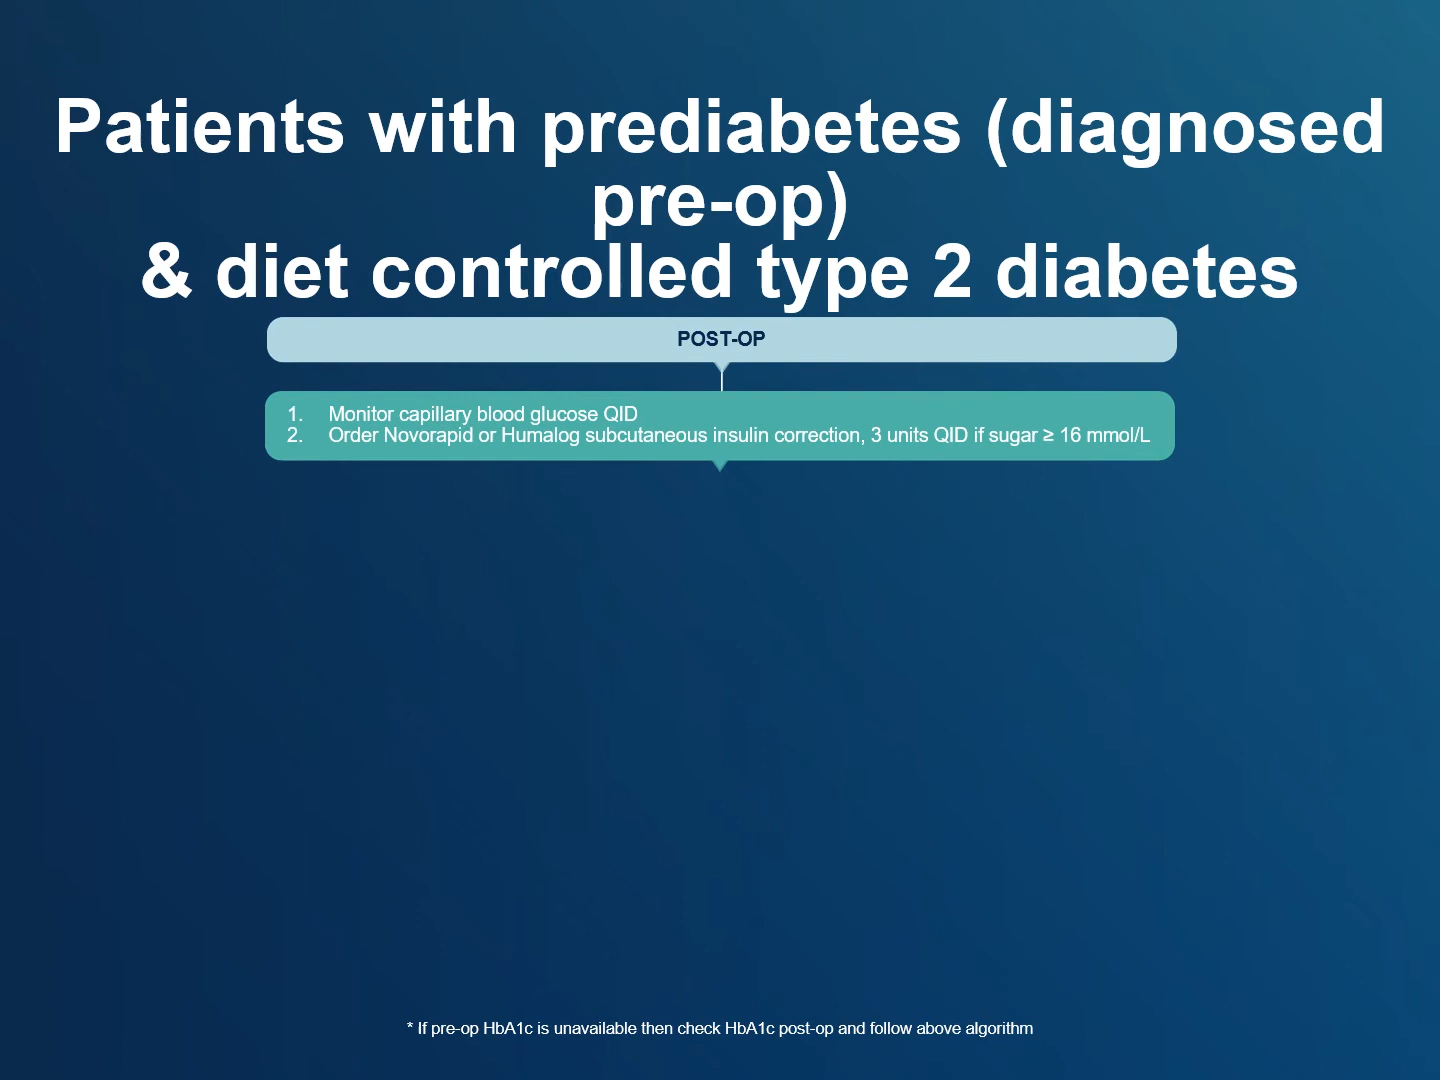 Patients with prediabetes (diagnosed
pre-op)
& diet controlled type 2 diabetes
POST-OP
1. Monitor capillary blood glucose QID
2. Order Novorapid or Humalog subcutaneous insulin correction, 3 units QID if sugar ≥ 16 mmol/L
* If pre-op HbA1c is unavailable then check HbA1c post-op and follow above algorithm